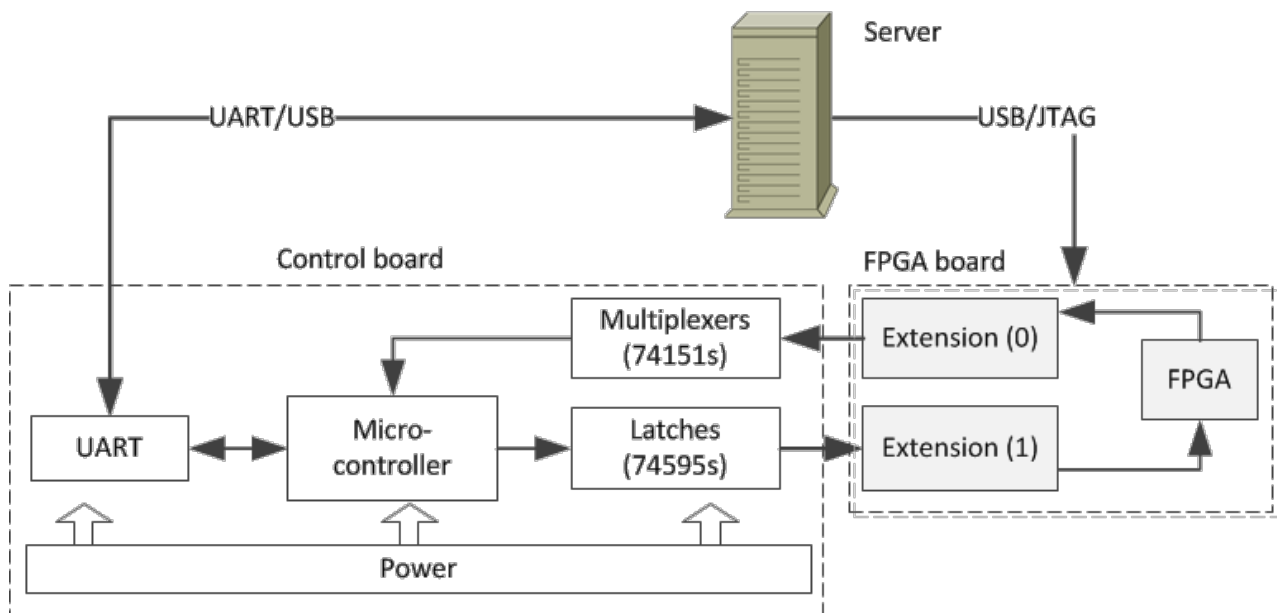 Server
UART/USB
USB/JTAG
Control board
FPGA board
Multiplexers
(74151s)
Extension (0)
FPGA
UART
Micro-
controller
Latches
(74595s)
Extension (1)
Power